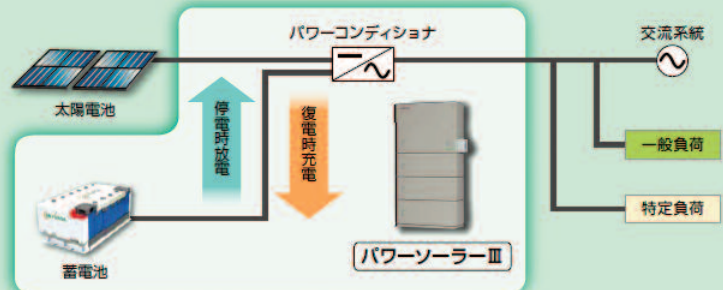 パワーコンディショナ
交流系統
太陽電池
停電時放電
復電時充電
一般負荷
特定負荷
蓄電池
パワーソーラーⅢ